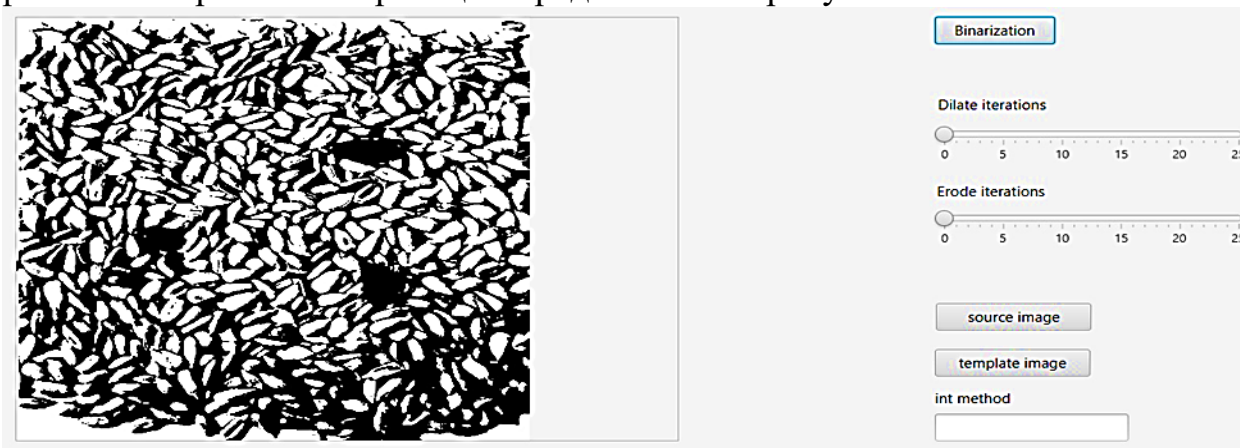 Binarization
Dilate iterations
0 5 10 15 20
Erode iterations
0 5 10 15 20
source image
template image
int method